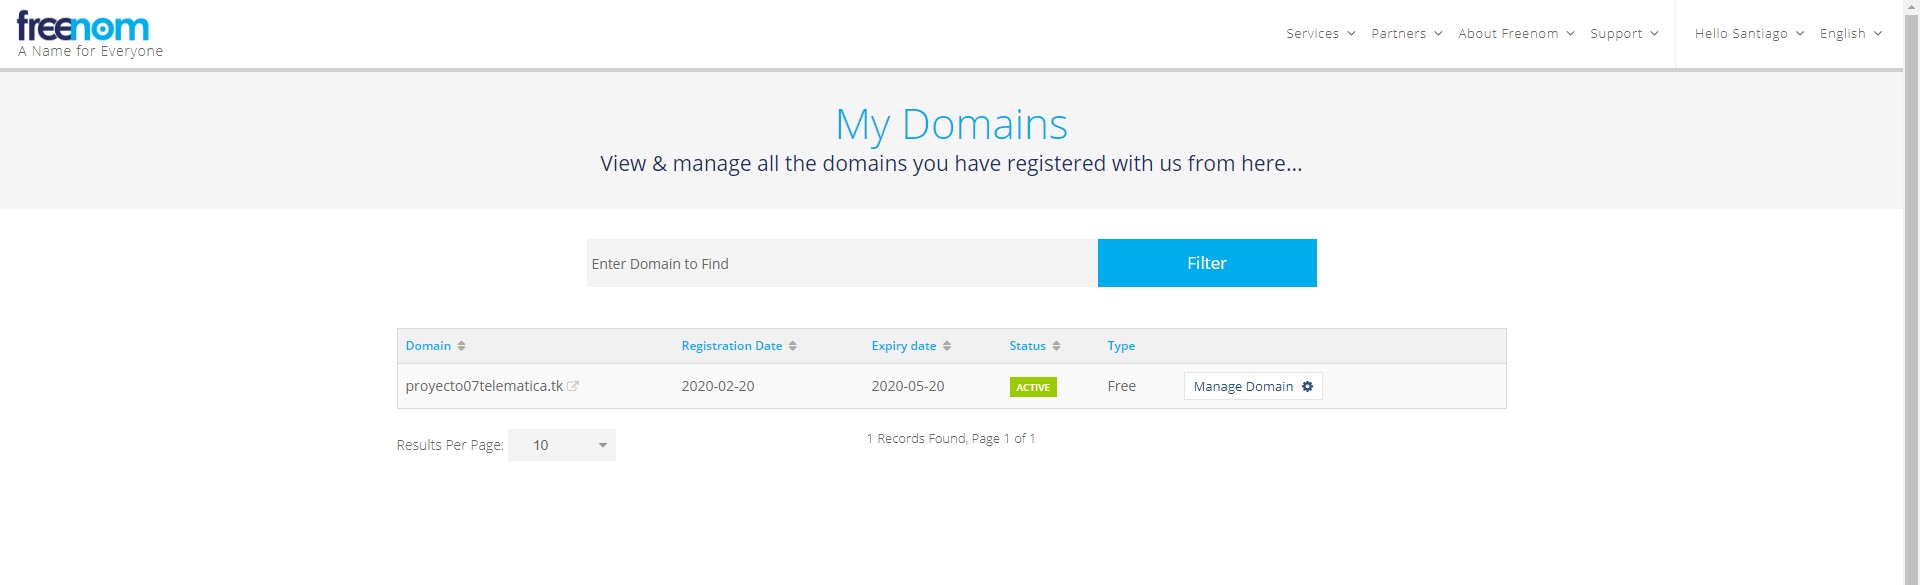 freenom
A Name for Everyone
Services Partners About Freenom Support Hello Santiago English
My Domains
View & manage all the domains you have registered with us from here...
Enter Domain to Find Filter
Domain Registration Date Expiry date Status Type
proyecto07telematica.tk 2020-02-20 2020-05-20 ACTIVE Free Manage Domain
Results Per Page: 10 1 Records Found, Page 1 of 1